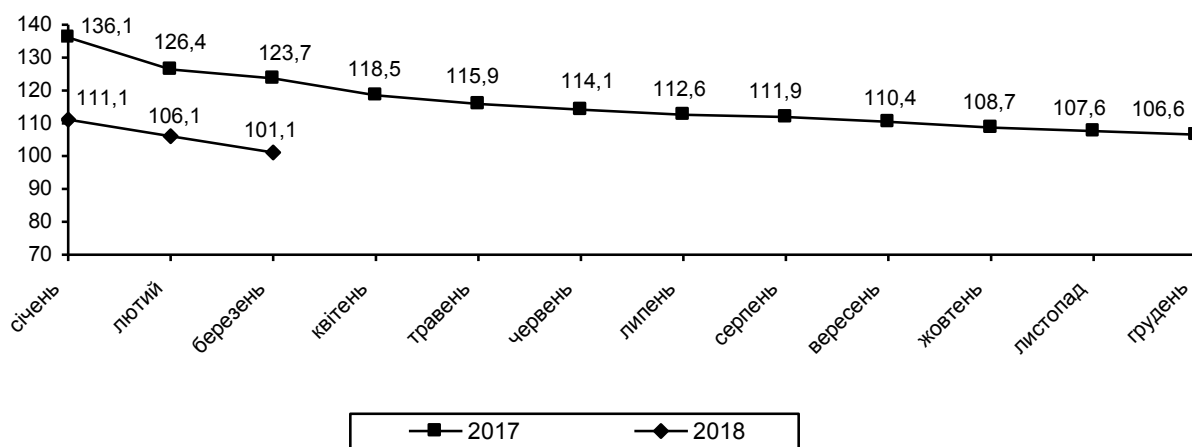 140
136,1
126,4
123,7
118,5
115,9
114,1
112,6
111,9
110,4
108,7
107,6
106,6
130
120
111,1
106,1
101,1
110
100
90
80
70
січень
лютий
березень
квітень
травень
червень
липень
серпень
вересень
жовтень
листопад
грудень
2017
2018